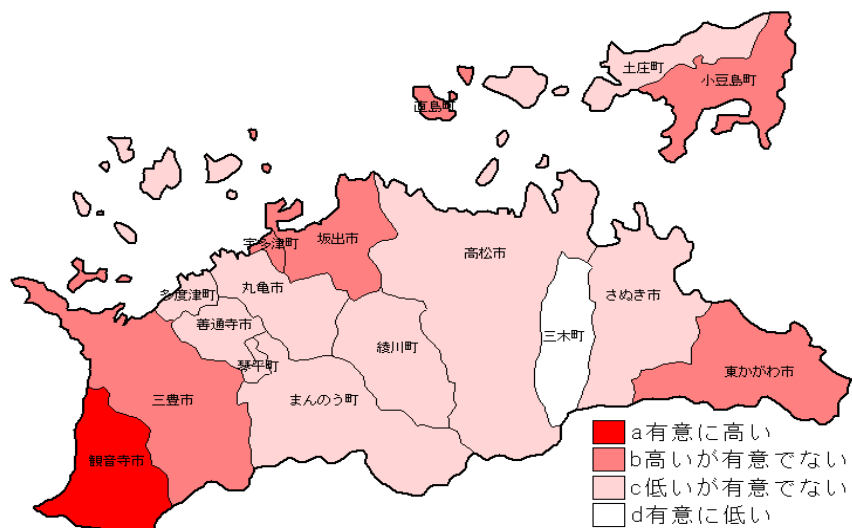 土庄町
小豆島町
直島町
宇多津町
坂出市
高松市
丸亀市
多度津町
さぬき市
善通寺市
三木町
綾川町
琴平町
東かがわ市
三豊市
まんのう町
観音寺市
a有意に高い
b高いが有意でない
c低いが有意でない
d有意に低い